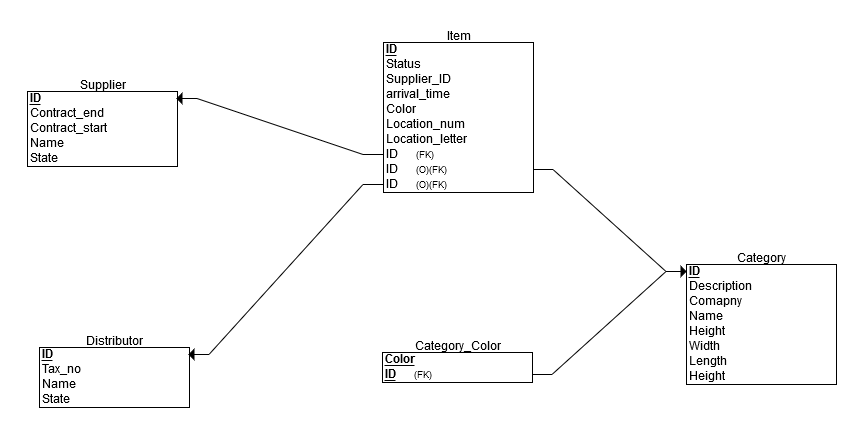 Item
ID
Status
Supplier_ID
arrival_time
Color
Location_num
Location_letter
ID (FK)
ID (O)(FK)
ID (O)(FK)
Supplier
ID
Contract_end
Contract_start
Name
State
Category
ID
Description
Comapny
Name
Height
Width
Length
Height
Distributor
ID
Tax_no
Name
State
Category_Color
Color
ID (FK)